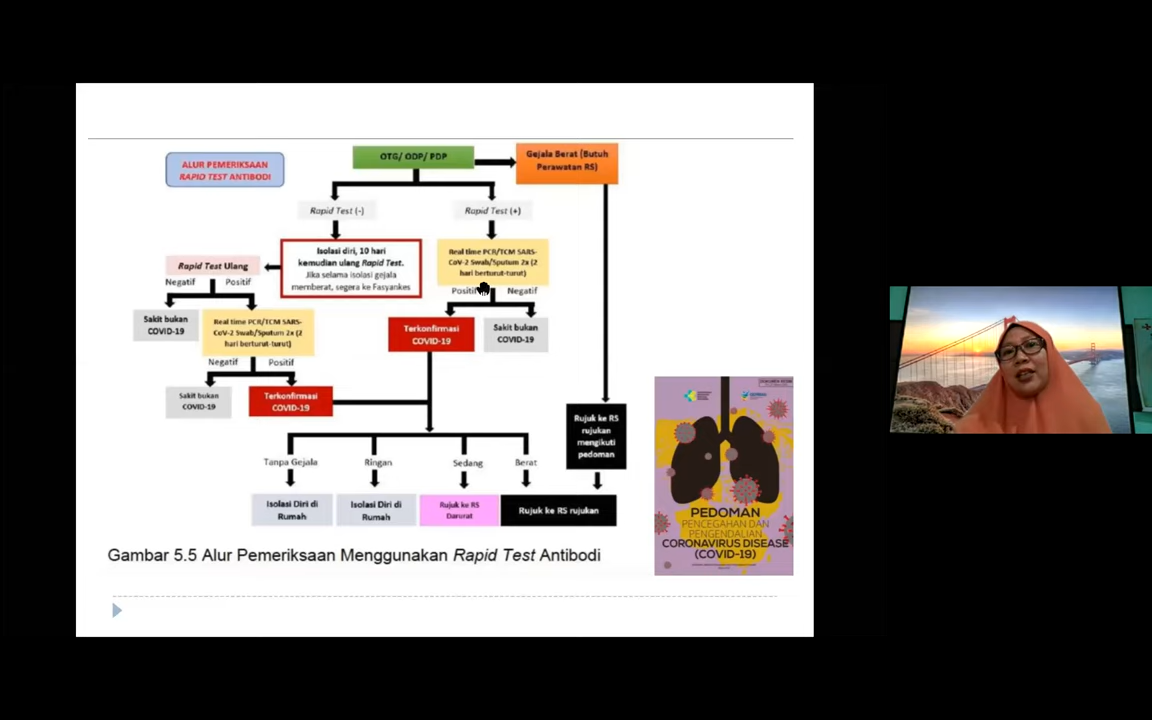 ALUR PEMERIKSAAN
RAPID TEST ANTIBODI
OTG/ ODP/ PDP
Gejala Berat (Butuh
Perawatan RS)
Rapid Test (-)
Rapid Test (+)
Isolasi diri, 10 hari
kemudian ulang Rapid Test.
Jika selama isolasi gejala
memberat, segera ke Fasyankes
Real time PCR/TCM SARS-
CoV-2 Swab/Sputum 2x (2
hari berturut-turut)
Rapid Test Ulang
Negatif
Positif
Positif
Negatif
Sakit bukan
COVID-19
Real time PCR/TCM SARS-
CoV-2 Swab/Sputum 2x (2
hari berturut-turut)
Terkonfirmasi
COVID-19
Sakit bukan
COVID-19
Negatif
Positif
Sakit bukan
COVID-19
Terkonfirmasi
COVID-19
Rujuk ke RS
rujukan
mengikuti
pedoman
Tanpa Gejala
Ringan
Sedang
Berat
Isolasi Diri di
Rumah
Isolasi Diri di
Rumah
Rujuk ke RS
Darurat
Rujuk ke RS rujukan
PEDOMAN
PENCEGAHAN DAN
PENGENDALIAN
CORONAVIRUS DISEASE
(COVID-19)
Gambar 5.5 Alur Pemeriksaan Menggunakan Rapid Test Antibodi